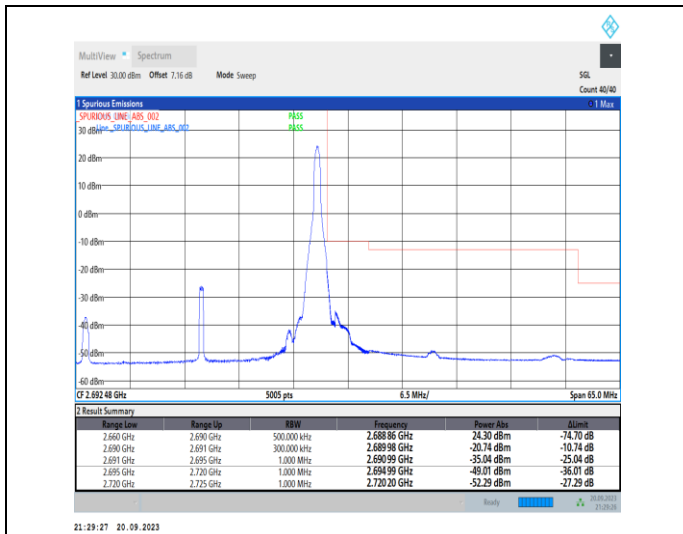 MultiView Spectrum
Ref Level 30.00 dBm Offset 7.16 dB Mode Sweep SGL
Count 40/40
1 Spurious Emissions 1 Max
SPURIOUS_LINE_ABS_002 PASS
30 dBm Line _SPURIOUS_LINE_ABS_002 PASS
20 dBm
10 dBm
0 dBm
-10 dBm
-20 dBm
-30 dBm
-40 dBm
-50 dBm
-60 dBm
CF 2.692 48 GHz 5005 pts 6.5 MHz/ Span 65.0 MHz
2 Result Summary
Range Low Range Up RBW Frequency Power Abs ΔLimit
2.660 GHz 2.690 GHz 500.000 kHz 2.688 86 GHz 24.30 dBm -74.70 dB
2.690 GHz 2.691 GHz 300.000 kHz 2.689 98 GHz -20.74 dBm -10.74 dB
2.691 GHz 2.695 GHz 1.000 MHz 2.690 99 GHz -35.04 dBm -25.04 dB
2.695 GHz 2.720 GHz 1.000 MHz 2.694 99 GHz -49.01 dBm -36.01 dB
2.720 GHz 2.725 GHz 1.000 MHz 2.720 20 GHz -52.29 dBm -27.29 dB
Ready 20.09.2023
21:29:26
21:29:27 20.09.2023